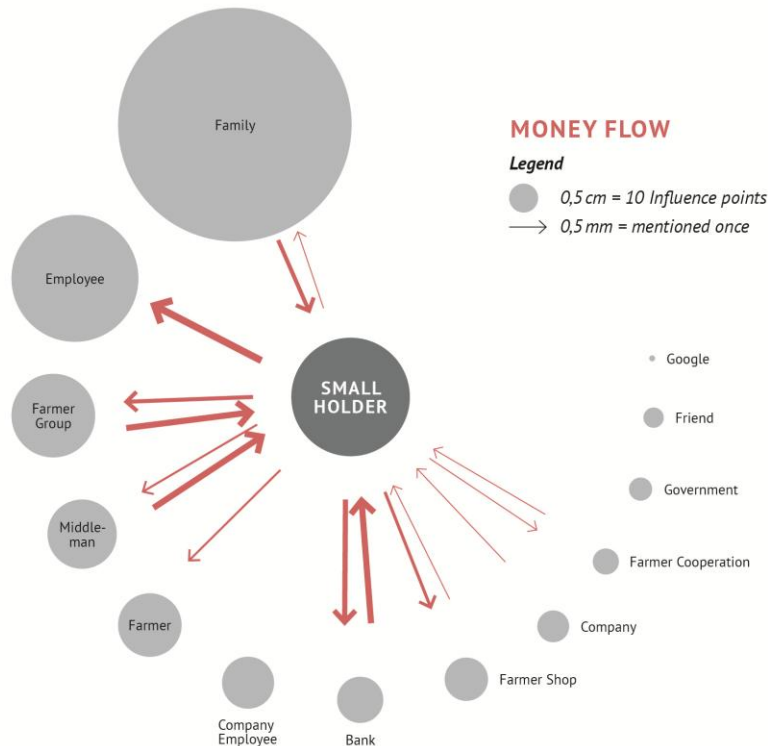 Family
MONEY FLOW
Legend
0,5 cm = 10 Influence points
0,5 mm = mentioned once
Employee
SMALL
HOLDER
Google
Farmer
Group
Friend
Government
Middle-
man
Farmer Cooperation
Farmer
Company
Farmer Shop
Company
Employee
Bank